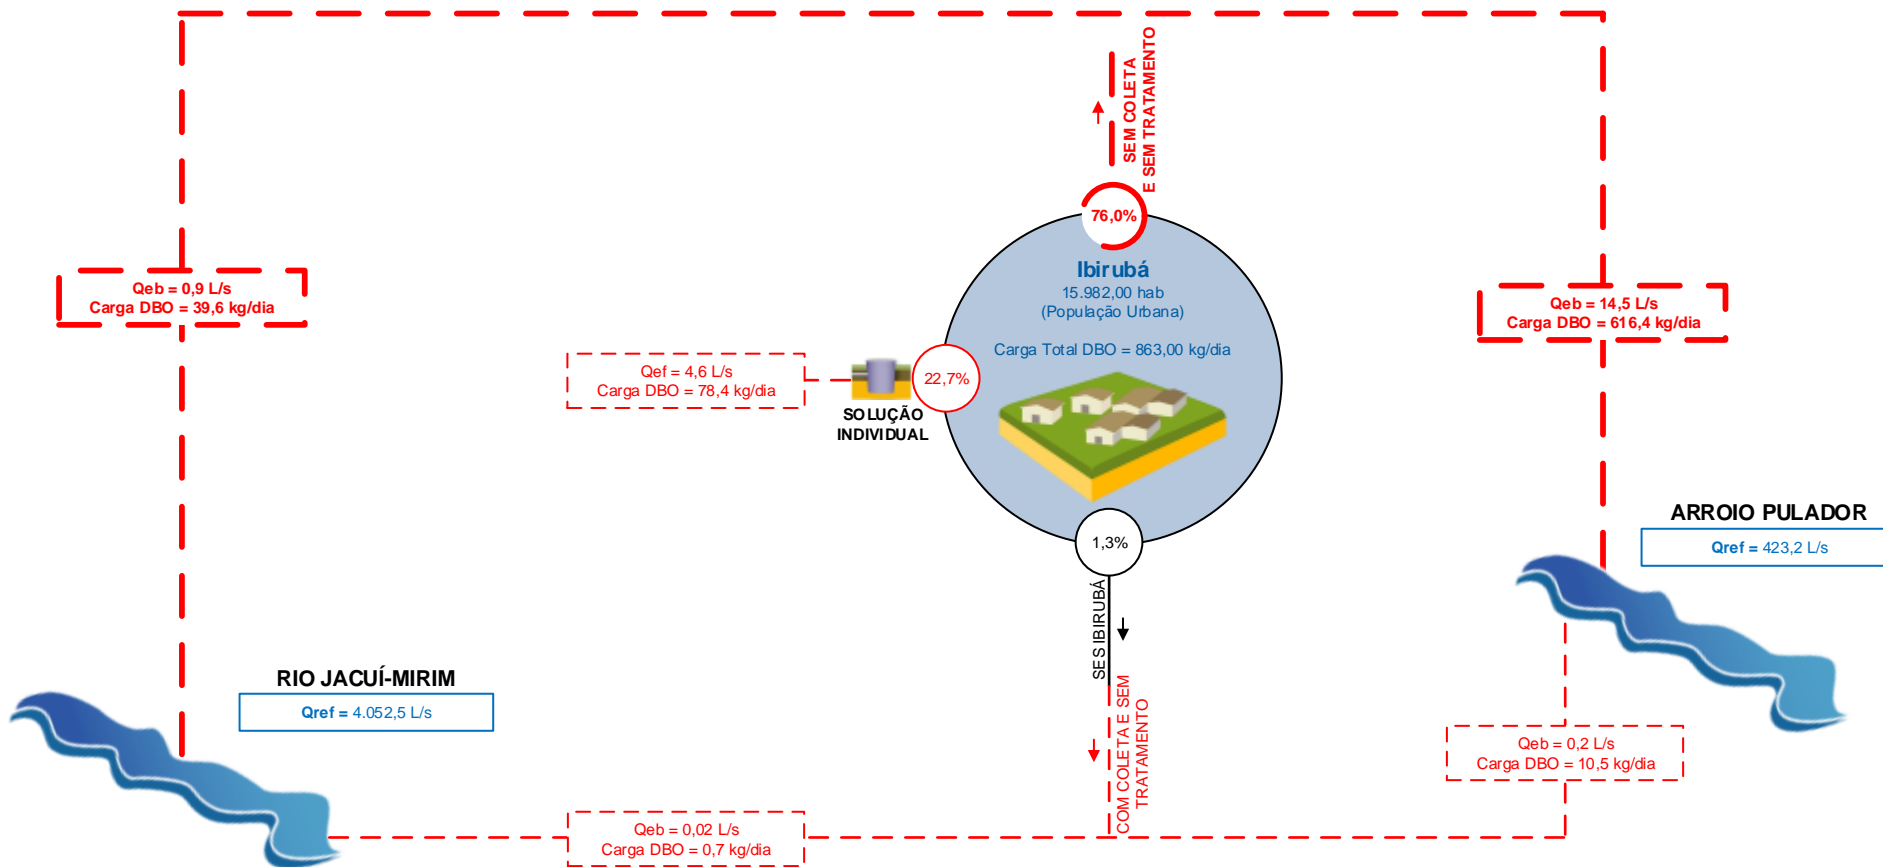 SEM COLETA
E SEM TRATAMENTO
76,0%
Ibirubá
15.982,00 hab
(População Urbana)
Carga Total DBO = 863,00 kg/dia
Qeb = 0,9 L/s
Carga DBO = 39,6 kg/dia
Qeb = 14,5 L/s
Carga DBO = 616,4 kg/dia
Qef = 4,6 L/s
Carga DBO = 78,4 kg/dia
22,7%
SOLUÇÃO
INDIVIDUAL
1,3%
ARROIO PULADOR
Qref = 423,2 L/s
SES IBIRUBÁ
RIO JACUÍ-MIRIM
Qref = 4.052,5 L/s
COM COLETA E SEM
TRATAMENTO
Qeb = 0,2 L/s
Carga DBO = 10,5 kg/dia
Qeb = 0,02 L/s
Carga DBO = 0,7 kg/dia